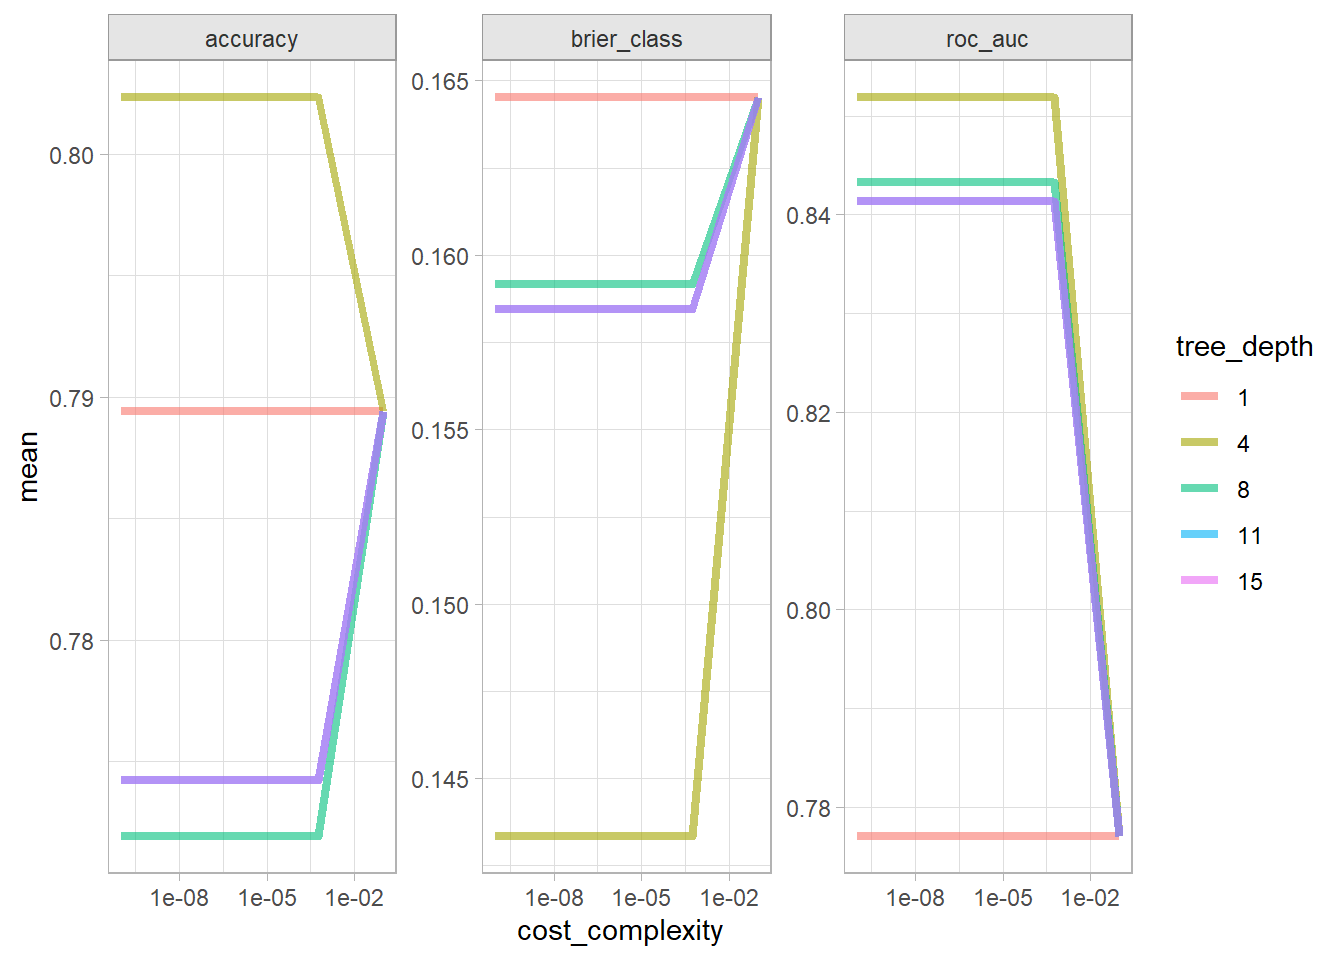 accuracy
brier_class
roc_auc
mean
0.80
0.79
0.78
0.165
0.160
0.155
0.150
0.145
0.84
0.82
0.80
0.78
1e-08 1e-05 1e-02
1e-08 1e-05 1e-02
1e-08 1e-05 1e-02
cost_complexity
tree_depth
1
4
8
11
15